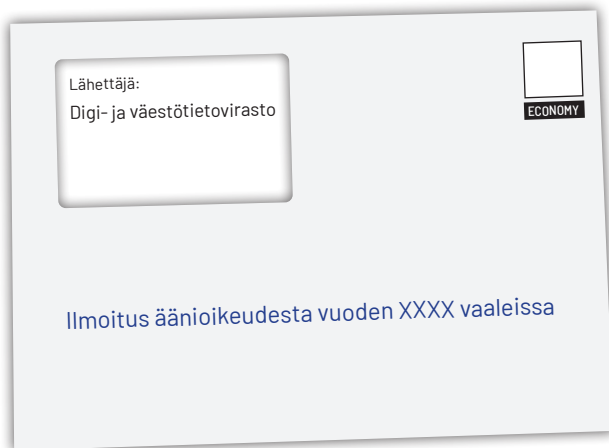 Lähettäjä:
Digi- ja väestötietovirasto
ECONOMY
Ilmoitus äänioikeudesta vuoden XXXX vaaleissa